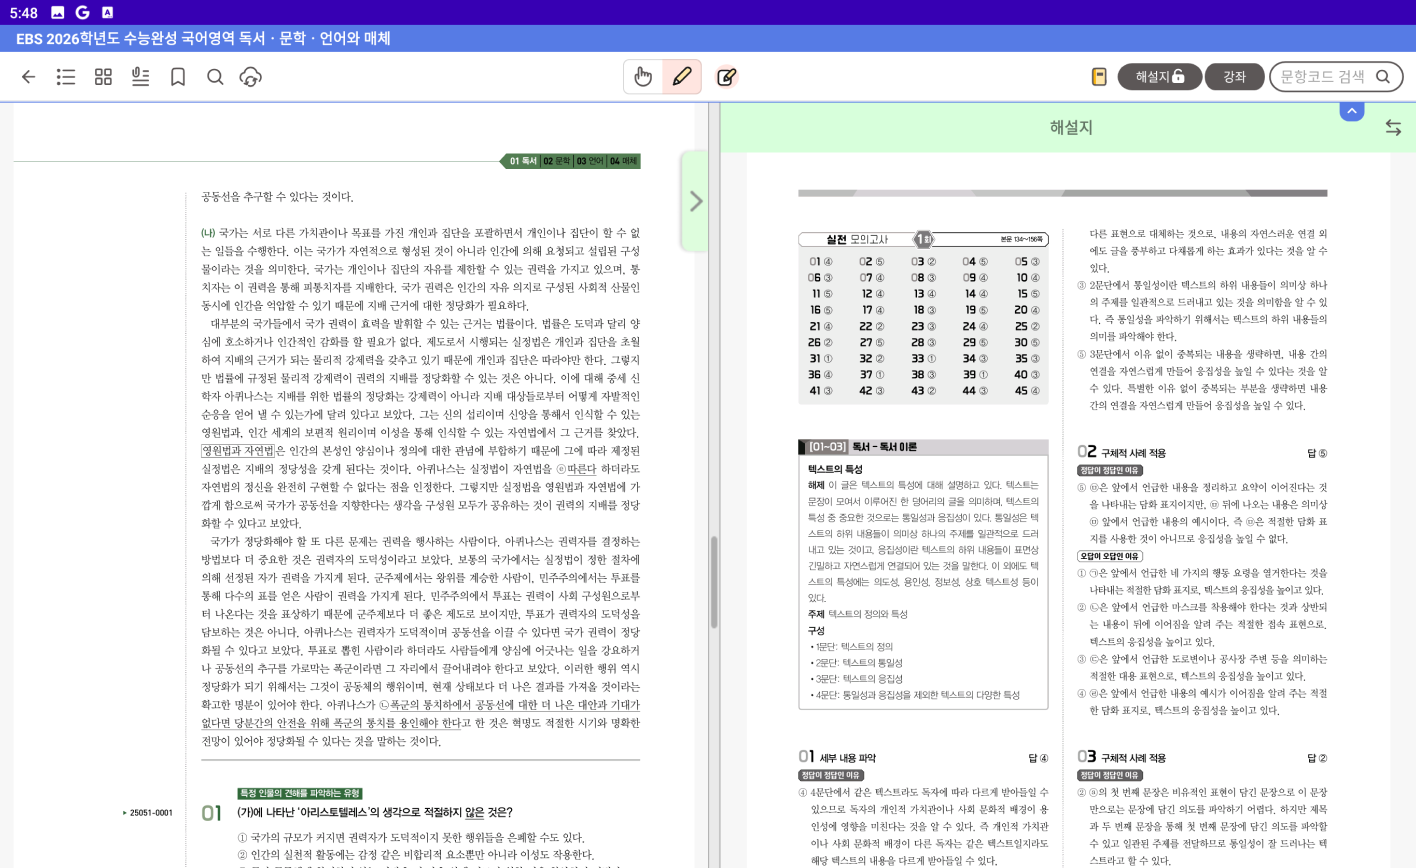 5:48
EBS 2026학년도 수능완성 국어영역 독서 · 문학 · 언어와 매체
해설지
강좌
문항코드 검색
01 독서 02 문학 03 언어 04 매체
공동선을 추구할 수 있다는 것이다.
(나) 국가는 서로 다른 가치관이나 목표를 가진 개인과 집단을 포괄하면서 개인이나 집단이 할 수 없
는 일들을 수행한다. 이는 국가가 자연적으로 형성된 것이 아니라 인간에 의해 요청되고 설립된 구성
물이라는 것을 의미한다. 국가는 개인이나 집단의 자유를 제한할 수 있는 권력을 가지고 있으며, 통
치자는 이 권력을 통해 피통치자를 지배한다. 국가 권력은 인간의 자유 의지로 구성된 사회적 산물인
동시에 인간을 억압할 수 있기 때문에 지배 근거에 대한 정당화가 필요하다.
대부분의 국가들에서 국가 권력이 효력을 발휘할 수 있는 근거는 법률이다. 법률은 도덕과 달리 양
심에 호소하거나 인간적인 감화를 할 필요가 없다. 제도로서 시행되는 실정법은 개인과 집단을 초월
하여 지배의 근거가 되는 물리적 강제력을 갖추고 있기 때문에 개인과 집단은 따라야만 한다. 그렇지
만 법률에 규정된 물리적 강제력이 권력의 지배를 정당화할 수 있는 것은 아니다. 이에 대해 중세 신
학자 아퀴나스는 지배를 위한 법률의 정당화는 강제력이 아니라 지배 대상들로부터 어떻게 자발적인
순응을 얻어 낼 수 있는가에 달려 있다고 보았다. 그는 신의 섭리이며 신앙을 통해서 인식할 수 있는
영원법과, 인간 세계의 보편적 원리이며 이성을 통해 인식할 수 있는 자연법에서 그 근거를 찾았다.
영원법과 자연법은 인간의 본성인 양심이나 정의에 대한 관념에 부합하기 때문에 그에 따라 제정된
실정법은 지배의 정당성을 갖게 된다는 것이다. 아퀴나스는 실정법이 자연법을 ⓔ따른다 하더라도
자연법의 정신을 완전히 구현할 수 없다는 점을 인정한다. 그렇지만 실정법을 영원법과 자연법에 가
깝게 함으로써 국가가 공동선을 지향한다는 생각을 구성원 모두가 공유하는 것이 권력의 지배를 정당
화할 수 있다고 보았다.
국가가 정당화해야 할 또 다른 문제는 권력을 행사하는 사람이다. 아퀴나스는 권력자를 결정하는
방법보다 더 중요한 것은 권력자의 도덕성이라고 보았다. 보통의 국가에서는 실정법이 정한 절차에
의해 선정된 자가 권력을 가지게 된다. 군주제에서는 왕위를 계승한 사람이, 민주주의에서는 투표를
통해 다수의 표를 얻은 사람이 권력을 가지게 된다. 민주주의에서 투표는 권력이 사회 구성원으로부
터 나온다는 것을 표상하기 때문에 군주제보다 더 좋은 제도로 보이지만, 투표가 권력자의 도덕성을
담보하는 것은 아니다. 아퀴나스는 권력자가 도덕적이며 공동선을 이끌 수 있다면 국가 권력이 정당
화될 수 있다고 보았다. 투표로 뽑힌 사람이라 하더라도 사람들에게 양심에 어긋나는 일을 강요하거
나 공동선의 추구를 가로막는 폭군이라면 그 자리에서 끌어내려야 한다고 보았다. 이러한 행위 역시
정당화가 되기 위해서는 그것이 공동체의 행위이며, 현재 상태보다 더 나은 결과를 가져올 것이라는
확고한 명분이 있어야 한다. 아퀴나스가 ㉡폭군의 통치하에서 공동선에 대한 더 나은 대안과 기대가
없다면 당분간의 안전을 위해 폭군의 통치를 용인해야 한다고 한 것은 혁명도 적절한 시기와 명확한
전망이 있어야 정당화될 수 있다는 것을 말하는 것이다.
특정 인물의 견해를 파악하는 유형
25051-0001
01 (가)에 나타난 ‘아리스토텔레스’의 생각으로 적절하지 않은 것은?
① 국가의 규모가 커지면 권력자가 도덕적이지 못한 행위들을 은폐할 수도 있다.
② 인간의 실천적 활동에는 감정 같은 비합리적 요소뿐만 아니라 이성도 작용한다.
해설지
실전 모의고사 1회 본문 134~156쪽
01 ④ 02 ⑤ 03 ② 04 ⑤ 05 ③
06 ③ 07 ④ 08 ③ 09 ④ 10 ④
11 ⑤ 12 ④ 13 ④ 14 ④ 15 ⑤
16 ⑤ 17 ④ 18 ③ 19 ⑤ 20 ④
21 ④ 22 ② 23 ③ 24 ④ 25 ②
26 ② 27 ⑤ 28 ③ 29 ⑤ 30 ⑤
31 ① 32 ② 33 ① 34 ③ 35 ③
36 ④ 37 ① 38 ③ 39 ① 40 ③
41 ③ 42 ③ 43 ② 44 ③ 45 ④
[01~03] 독서 - 독서 이론
텍스트의 특성
해제 이 글은 텍스트의 특성에 대해 설명하고 있다. 텍스트는
문장이 모여서 이루어진 한 덩어리의 글을 의미하며, 텍스트의
특성 중 중요한 것으로는 통일성과 응집성이 있다. 통일성은 텍
스트의 하위 내용들이 의미상 하나의 주제를 일관적으로 드러
내고 있는 것이고, 응집성이란 텍스트의 하위 내용들이 표면상
긴밀하고 자연스럽게 연결되어 있는 것을 말한다. 이 외에도 텍
스트의 특성에는 의도성, 용인성, 정보성, 상호 텍스트성 등이
있다.
주제 텍스트의 정의와 특성
구성
• 1문단: 텍스트의 정의
• 2문단: 텍스트의 통일성
• 3문단: 텍스트의 응집성
• 4문단: 통일성과 응집성을 제외한 텍스트의 다양한 특성
01 세부 내용 파악 답 ④
정답이 정답인 이유
④ 4문단에서 같은 텍스트라도 독자에 따라 다르게 받아들일 수
있으므로 독자의 개인적 가치관이나 사회 문화적 배경이 용
인성에 영향을 미친다는 것을 알 수 있다. 즉 개인적 가치관
이나 사회 문화적 배경이 다른 독자는 같은 텍스트일지라도
해당 텍스트의 내용을 다르게 받아들일 수 있다.
다른 표현으로 대체하는 것으로, 내용의 자연스러운 연결 외
에도 글을 풍부하고 다채롭게 하는 효과가 있다는 것을 알 수
있다.
③ 2문단에서 통일성이란 텍스트의 하위 내용들이 의미상 하나
의 주제를 일관적으로 드러내고 있는 것을 의미함을 알 수 있
다. 즉 통일성을 파악하기 위해서는 텍스트의 하위 내용들의
의미를 파악해야 한다.
⑤ 3문단에서 이유 없이 중복되는 내용을 생략하면, 내용 간의
연결을 자연스럽게 만들어 응집성을 높일 수 있다는 것을 알
수 있다. 특별한 이유 없이 중복되는 부분을 생략하면 내용
간의 연결을 자연스럽게 만들어 응집성을 높일 수 있다.
02 구체적 사례 적용 답 ⑤
정답이 정답인 이유
⑤ ㉤은 앞에서 언급한 내용을 정리하고 요약이 이어진다는 것
을 나타내는 담화 표지이지만, ㉤ 뒤에 나오는 내용은 의미상
㉤ 앞에서 언급한 내용의 예시이다. 즉 ㉤은 적절한 담화 표
지를 사용한 것이 아니므로 응집성을 높일 수 없다.
오답이 오답인 이유
① ㉠은 앞에서 언급한 네 가지의 행동 요령을 열거한다는 것을
나타내는 적절한 담화 표지로, 텍스트의 응집성을 높이고 있다.
② ㉡은 앞에서 언급한 마스크를 착용해야 한다는 것과 상반되
는 내용이 뒤에 이어짐을 알려 주는 적절한 접속 표현으로,
텍스트의 응집성을 높이고 있다.
③ ㉢은 앞에서 언급한 도로변이나 공사장 주변 등을 의미하는
적절한 대용 표현으로, 텍스트의 응집성을 높이고 있다.
④ ㉣은 앞에서 언급한 내용의 예시가 이어짐을 알려 주는 적절
한 담화 표지로, 텍스트의 응집성을 높이고 있다.
03 구체적 사례 적용 답 ②
정답이 정답인 이유
② ⓐ의 첫 번째 문장은 비유적인 표현이 담긴 문장으로 이 문장
만으로는 문장에 담긴 의도를 파악하기 어렵다. 하지만 제목
과 두 번째 문장을 통해 첫 번째 문장에 담긴 의도를 파악할
수 있고 일관된 주제를 전달하므로 통일성이 잘 드러나는 텍
스트라고 할 수 있다.